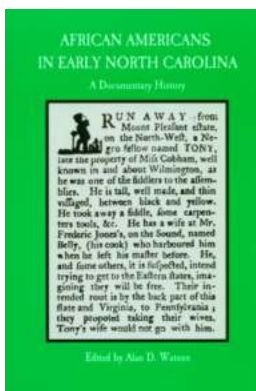 AFRICAN AMERICANS
IN EARLY NORTH CAROLINA
A Documentary History
RUN AWAY from
Mount Pleasant estate,
on the North-West, a Ne-
gro fellow named TONY,
late the property of Miss Cobham, well
known in and about Wilmington, as
he was one of the fiddlers to the assem-
blies. He is tall, well made, and thin
visaged, between black and yellow.
He took away a fiddle, some carpen-
ters tools, &c. He has a wife at Mr.
Frederic Jones's, on the Sound, named
Betty, (his cook) who harboured him
when he left his master before. He,
and some others, it is suspected, intend
trying to get to the Eastern states, ima-
gining they will be free. Their in-
tended rout is by the back part of this
state and Virginia, to Pennsylvania;
they propoted taking their wives.
Tony's wife would not go with him.
Edited by Alan D. Watson